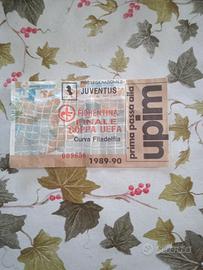 JUVENTUS
FIORENTINA
FINALE
COPPA UEFA
Curva Filadelfia
1989-90
prima passa alla
upim